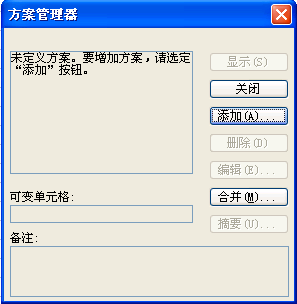 方案管理器
未定义方案。要增加方案，请选定
“添加”按钮。
显示(S)
关闭
添加(A)...
删除(D)
编辑(E)...
可变单元格:
合并(M)...
摘要(U)...
备注: